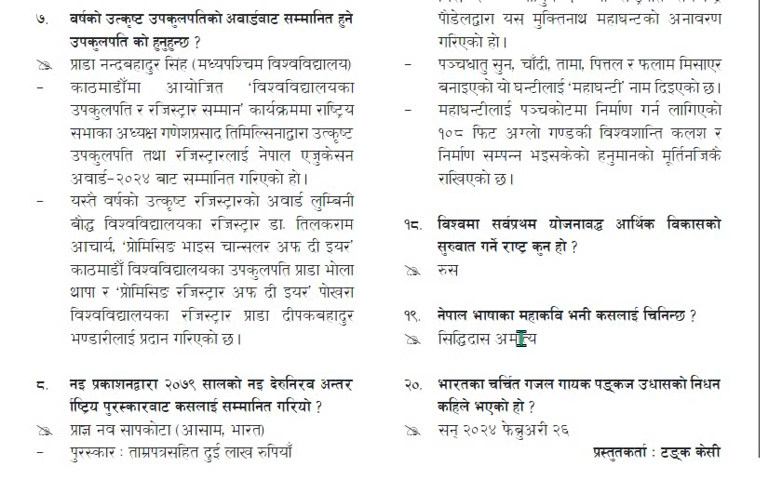 ७. वर्षको उत्कृष्ट उपकुलपतिको अवार्डबाट सम्मानित हुने
उपकुलपति को हुनुहुन्छ ?
प्राडा नन्दबहादुर सिंह (मध्यपश्चिम विश्वविद्यालय)
- काठमाडौँमा आयोजित 'विश्वविद्यालयका
उपकुलपति र रजिस्ट्रार सम्मान' कार्यक्रममा राष्ट्रिय
सभाका अध्यक्ष गणेशप्रसाद तिमिल्सिनाद्वारा उत्कृष्ट
उपकुलपति तथा रजिस्ट्रारलाई नेपाल एजुकेसन
अवार्ड-२०२४ बाट सम्मानित गरिएको हो।
- यस्तै वर्षको उत्कृष्ट रजिस्ट्रारको अवार्ड लुम्बिनी
बौद्ध विश्वविद्यालयका रजिस्ट्रार डा. तिलकराम
आचार्य, 'प्रोमिसिङ भाइस चान्सलर अफ दी इयर'
काठमाडौँ विश्वविद्यालयका उपकुलपति प्राडा भोला
थापा र 'प्रोमिसिङ रजिस्ट्रार अफ दी इयर' पोखरा
विश्वविद्यालयका रजिस्ट्रार प्राडा दीपकबहादुर
भण्डारीलाई प्रदान गरिएको छ।
८. नइ प्रकाशनद्वारा २०७९ सालको नइ देरुनिरव अन्तर
र्राष्ट्रिय पुरस्कारबाट कसलाई सम्मानित गरियो ?
प्राज्ञ नव सापकोटा (आसाम, भारत)
- पुरस्कार : ताम्रपत्रसहित दुई लाख रुपियाँ
पौडेलद्वारा यस मुक्तिनाथ महाघन्टको अनावरण
गरिएको हो।
- पञ्चधातु सुन, चाँदी, तामा, पित्तल र फलाम मिसाएर
बनाइएको यो घन्टीलाई 'महाघन्टी' नाम दिइएको छ।
- महाघन्टीलाई पञ्चकोटमा निर्माण गर्न लागिएको
१०८ फिट अग्लो गण्डकी विश्वशान्ति कलश र
निर्माण सम्पन्न भइसकेको हनुमानको मूर्तिनजिकै
राखिएको छ।
१८. विश्वमा सर्वप्रथम योजनावद्ध आर्थिक विकासको
सुरुवात गर्ने राष्ट्र कुन हो ?
रुस
१९. नेपाल भाषाका महाकवि भनी कसलाई चिनिन्छ ?
सिद्धिदास अमात्य
२०. भारतका चर्चित गजल गायक पङ्कज उधासको निधन
कहिले भएको हो ?
सन् २०२४ फेब्रुअरी २६
प्रस्तुतकर्ता : टङ्क केसी